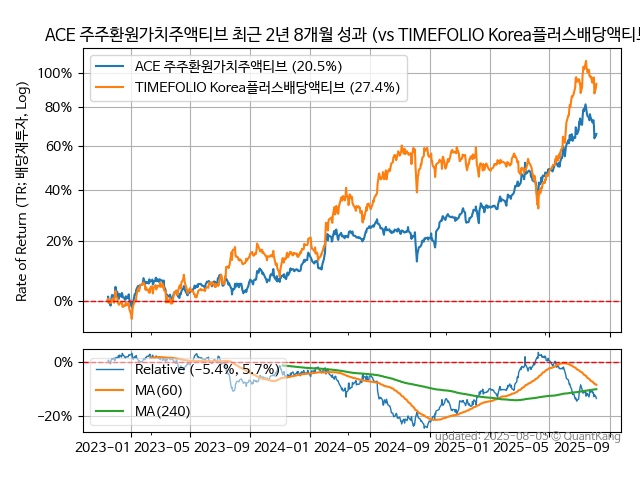 ACE 주주환원가치주액티브 최근 2년 8개월 성과 (vs TIMEFOLIO Korea플러스배당액티브
Rate of Return (TR: 배당재투자, Log)
100%
80%
60%
40%
20%
0%
ACE 주주환원가치주액티브 (20.5%)
TIMEFOLIO Korea플러스배당액티브 (27.4%)
0%
−20%
Relative (−5.4%, 5.7%)
MA(60)
MA(240)
updated: 2025-08-03 © QuantKang
2023−01 2023−05 2023−09 2024−01 2024−05 2024−09 2025−01 2025−05 2025−09